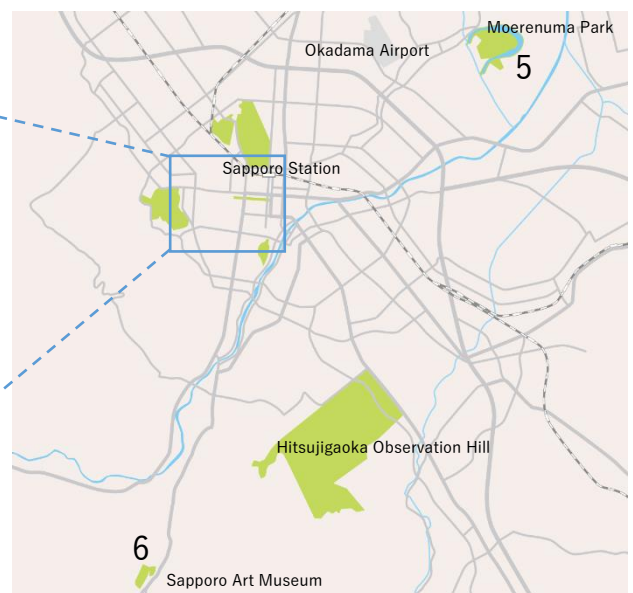 Moerenuma Park
Okadama Airport
5
Sapporo Station
Hitsujigaoka Observation Hill
6
Sapporo Art Museum